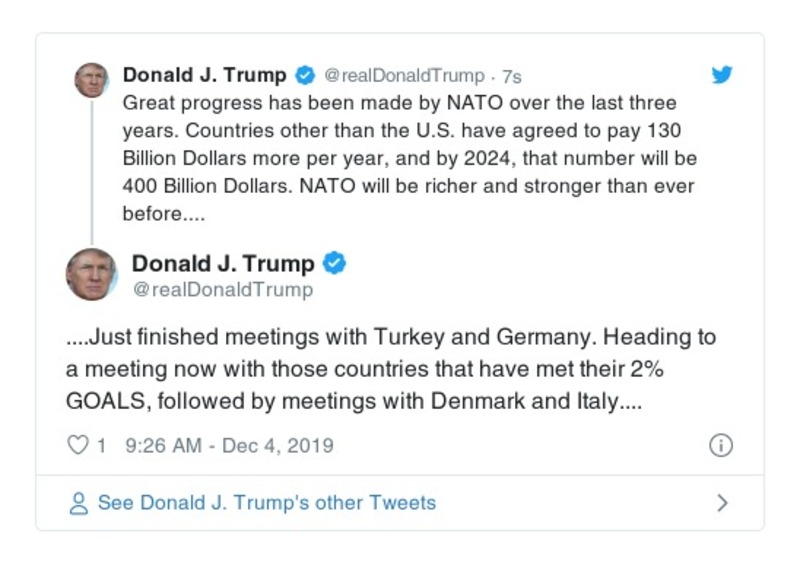 Donald J. Trump @realDonaldTrump · 7s
Great progress has been made by NATO over the last three
years. Countries other than the U.S. have agreed to pay 130
Billion Dollars more per year, and by 2024, that number will be
400 Billion Dollars. NATO will be richer and stronger than ever
before....
Donald J. Trump
@realDonaldTrump
....Just finished meetings with Turkey and Germany. Heading to
a meeting now with those countries that have met their 2%
GOALS, followed by meetings with Denmark and Italy....
1 9:26 AM - Dec 4, 2019
See Donald J. Trump's other Tweets